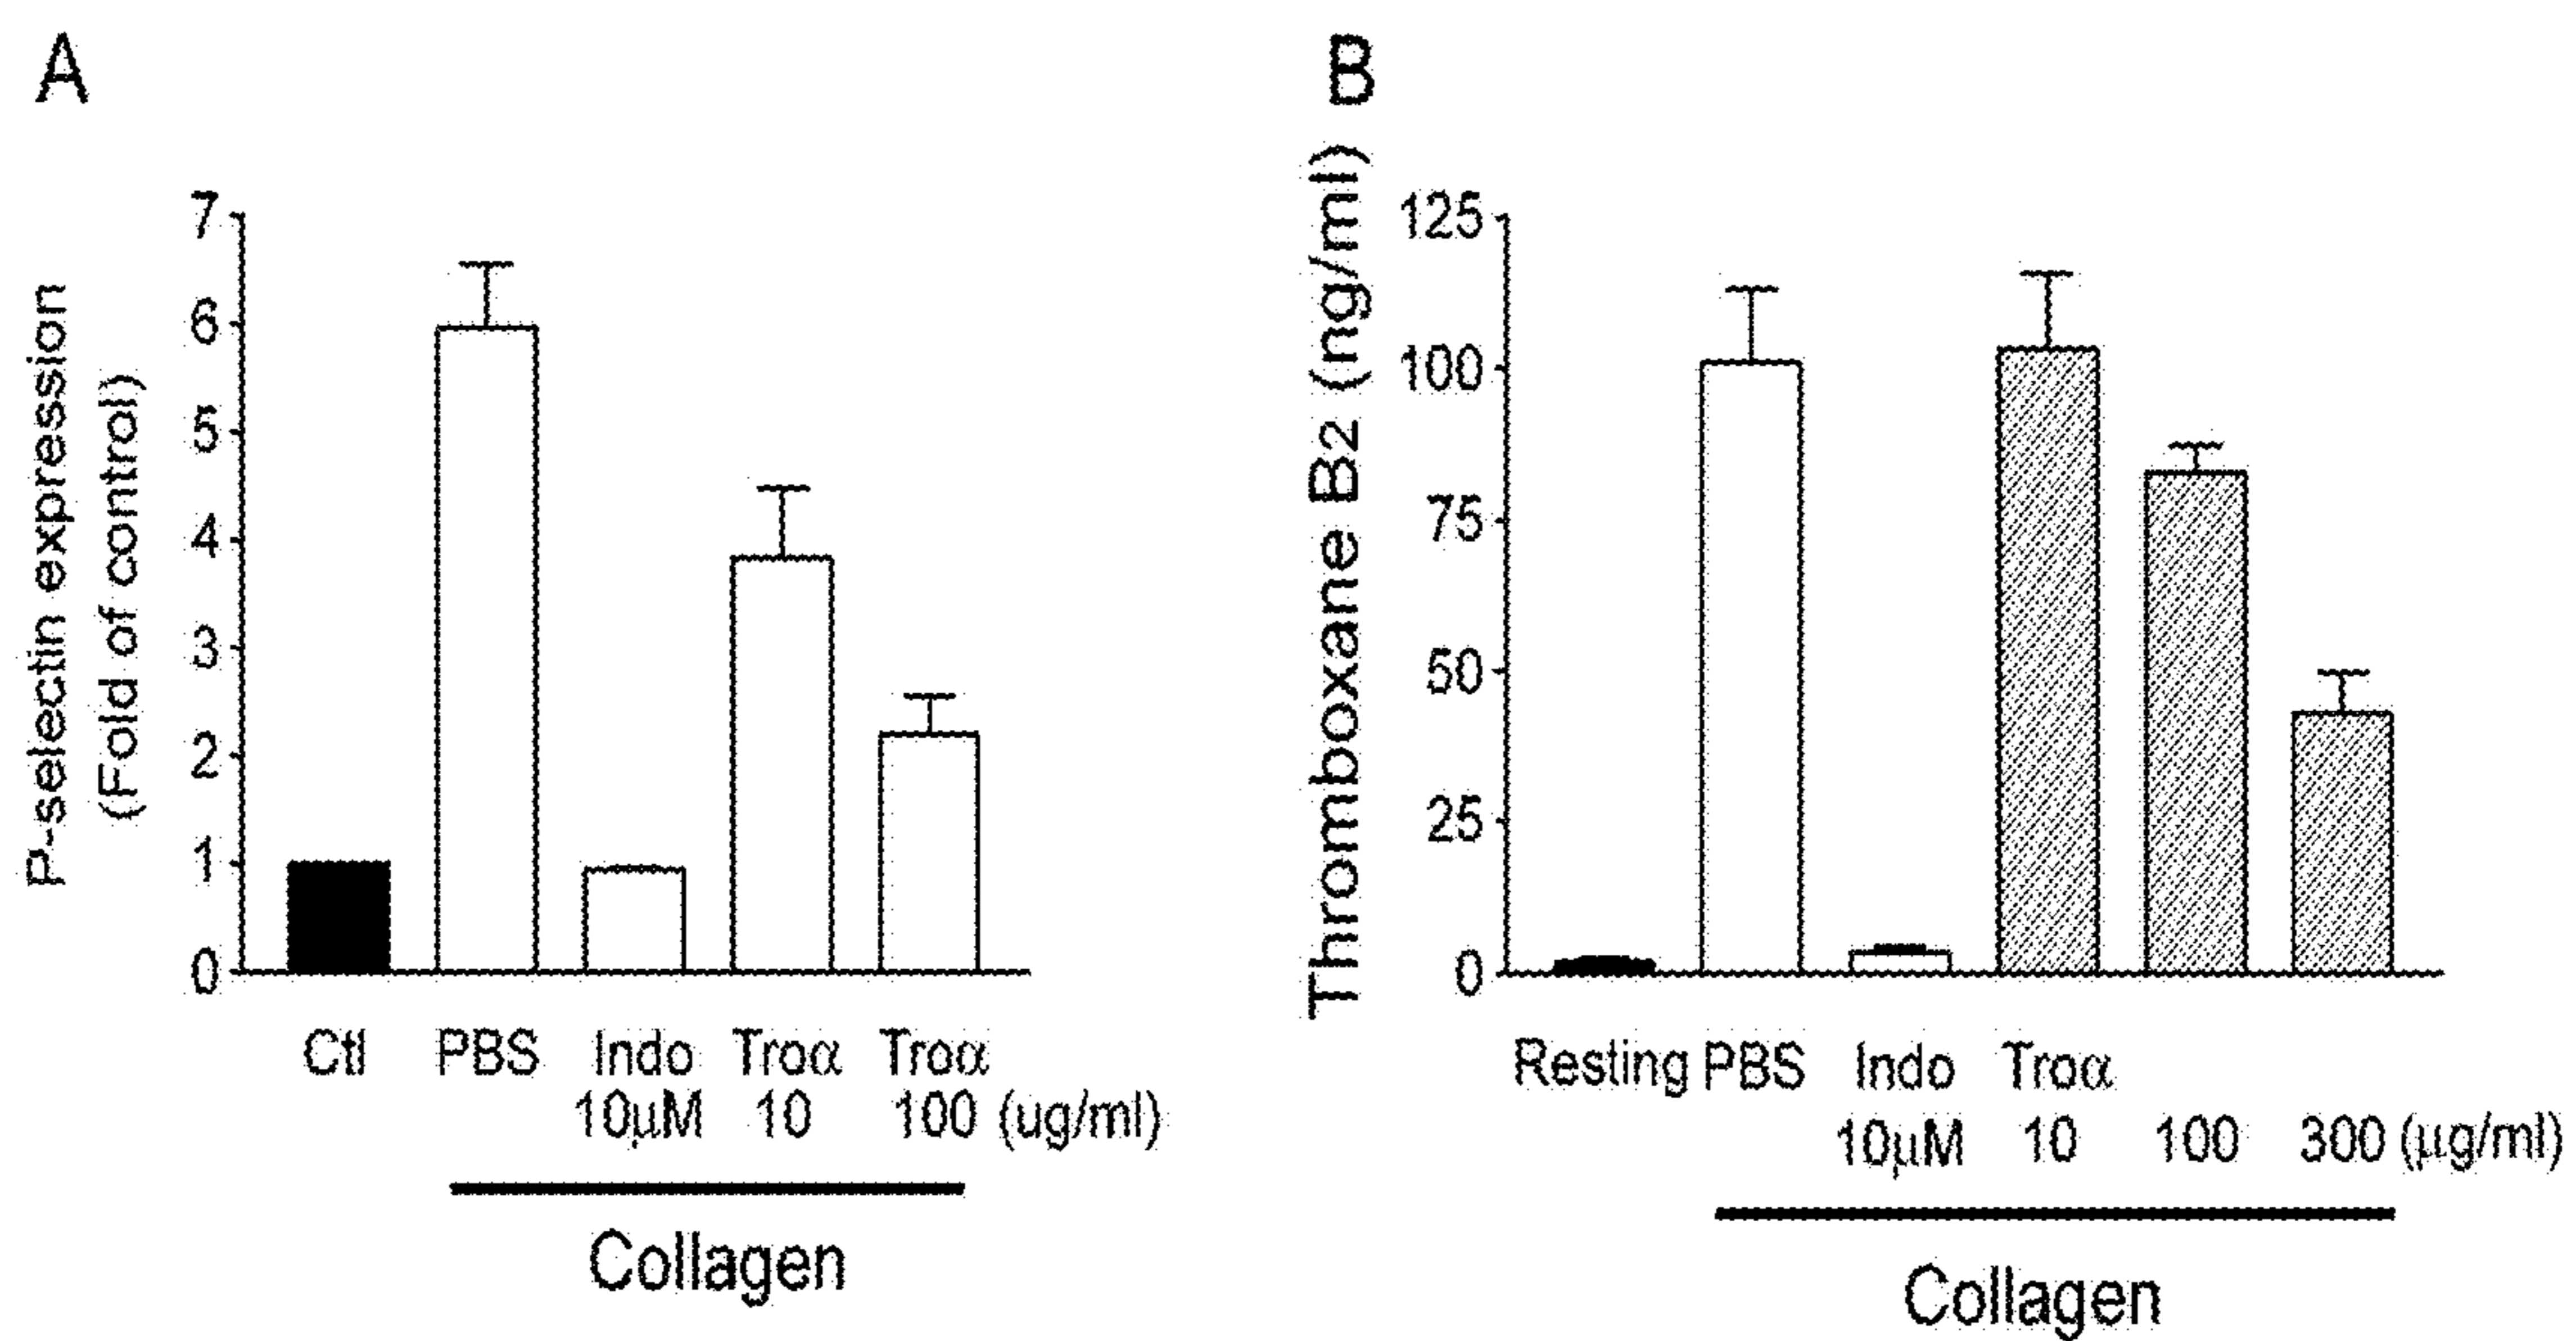 A
P-selectin expression
(Fold of control)
7
6
5
4
3
2
1
0
Ctl PBS Indo Troα Troα
10µM 10 100 (ug/ml)
Collagen
B
Thromboxane B2 (ng/ml)
125
100
75
50
25
0
Resting PBS Indo Troα
10µM 10 100 300 (µg/ml)
Collagen